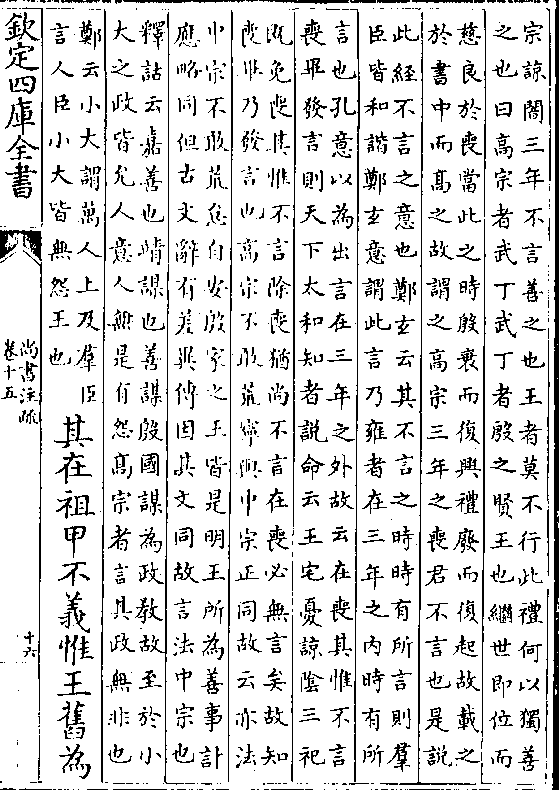 宗諒闇三年不言善之也王者莫不行此禮何以獨善
之也曰髙宗者武丁武丁者殷之賢王也繼世即位而
慈良於喪當此之時殷衰而復興禮廢而復起故載之
於書中而髙之故謂之髙宗三年之喪君不言也是説
此經不言之意也鄭玄云其不言之時時有所言則羣
臣皆和諧鄭玄意謂此言乃雍者在三年之内時有所
言也孔意以為出言在三年之外故云在喪其惟不言
喪畢發言則天下大和知者説命云王宅憂諒陰三祀
既免喪其惟不言除喪猶尚不言在喪必無言矣故知
喪畢乃發言也高宗不敢荒寧與中宗正同故云亦法
中宗不敢荒怠自安殷家之王皆是明王所為善事計
應略同但古文辭有差異傳因其文同故言法中宗也
釋詁云嘉善也靖謀也善謀殷國謀為政教故至於小
大之政皆允人意人無是有怨髙宗者言其政無非也
鄭云小大謂萬人上及羣臣
言人臣小大皆無怨王也
其在祖甲不義惟王舊為
欽定四庫全書
尚書注疏
卷十五
十六